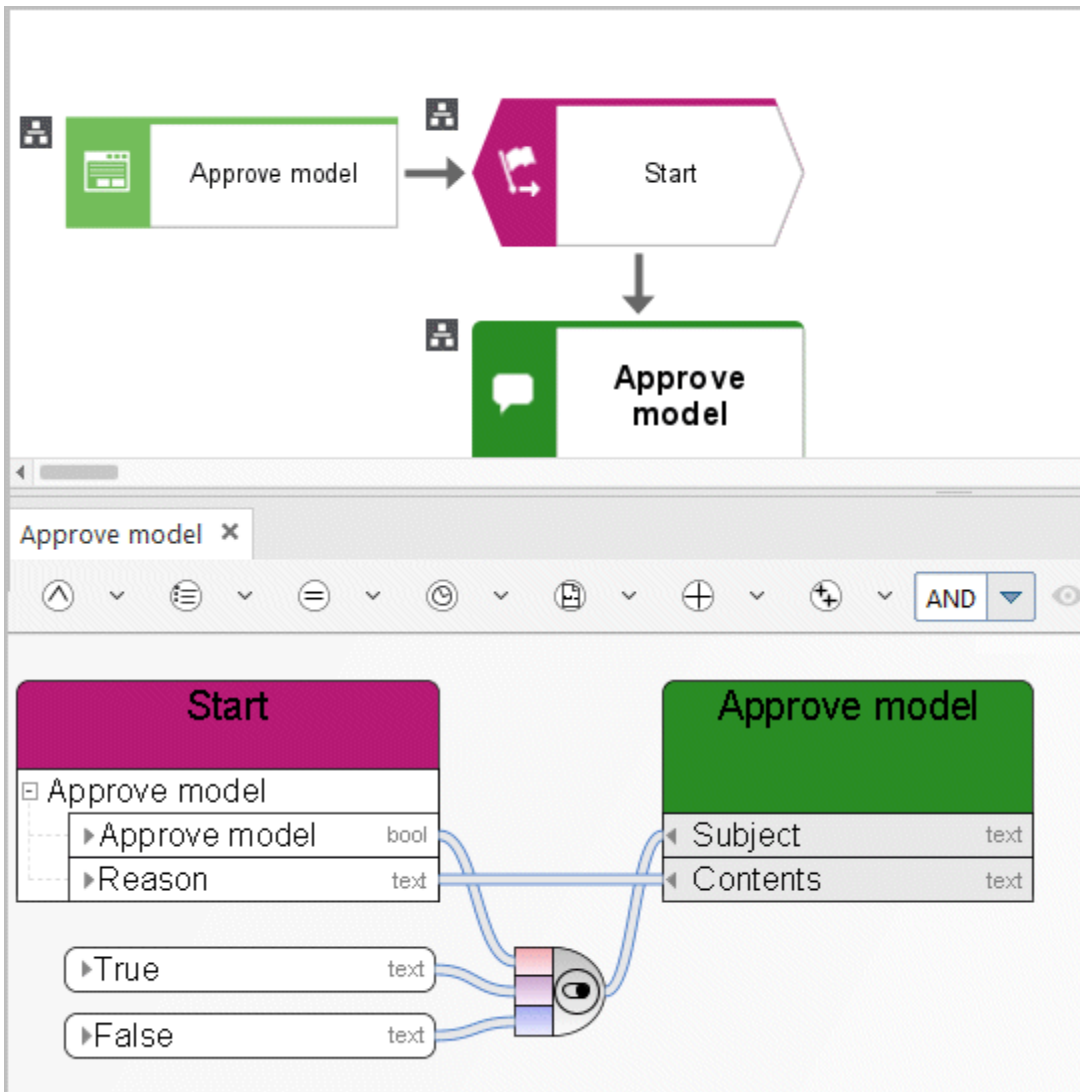 Approve model
Start
Approve
model
Approve model
AND
Start
Approve model
Approve model
Approve model bool
Subject text
Reason text
Contents text
True text
False text